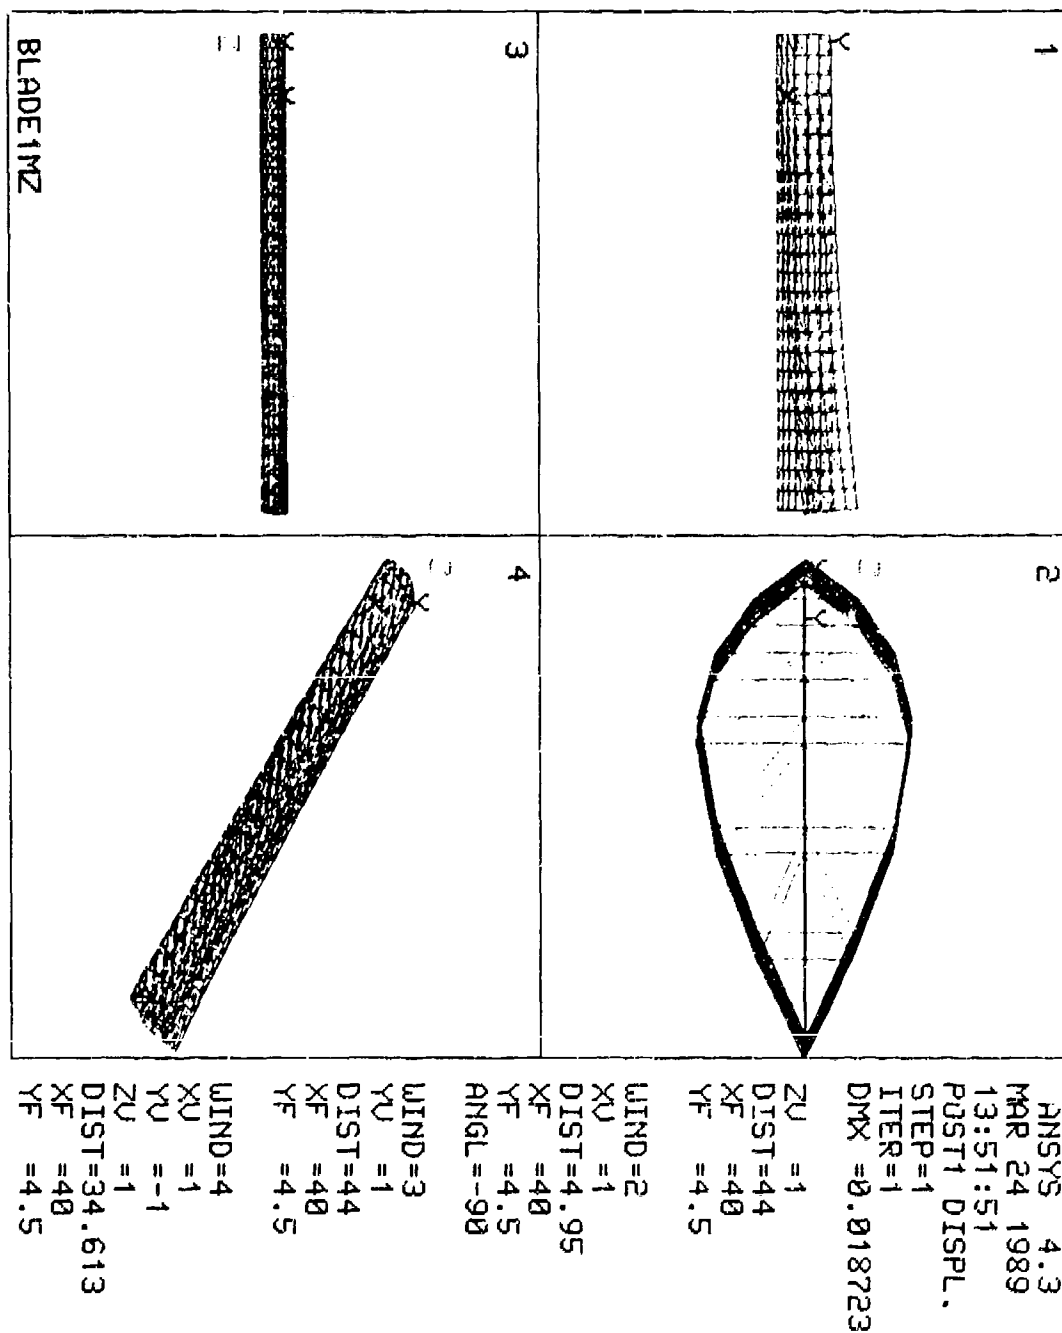 1
2
3
4
BLADE1MZ
ANSYS 4.3
MAR 24 1989
13:51:51
POST1 DISPL.
STEP=1
ITER=1
DMX =0.018723
ZV =1
DIST=44
XF =40
YF =4.5
WIND=2
XV =1
DIST=4.95
XF =40
YF =4.5
ANGL=-90
WIND=3
YV =1
DIST=44
XF =40
YF =4.5
WIND=4
XV =1
YV =-1
ZV =1
DIST=34.613
XF =40
YF =4.5